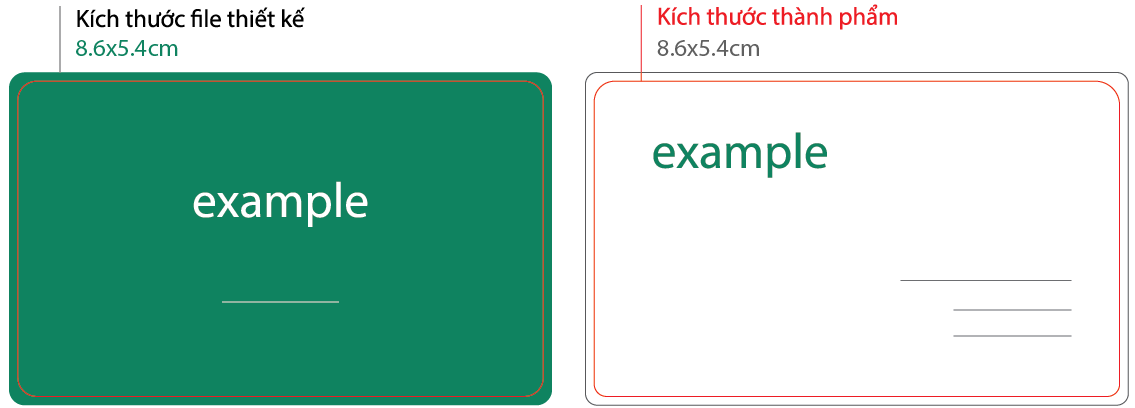 Kích thước file thiết kế
8.6x5.4cm
example
Kích thước thành phẩm
8.6x5.4cm
example